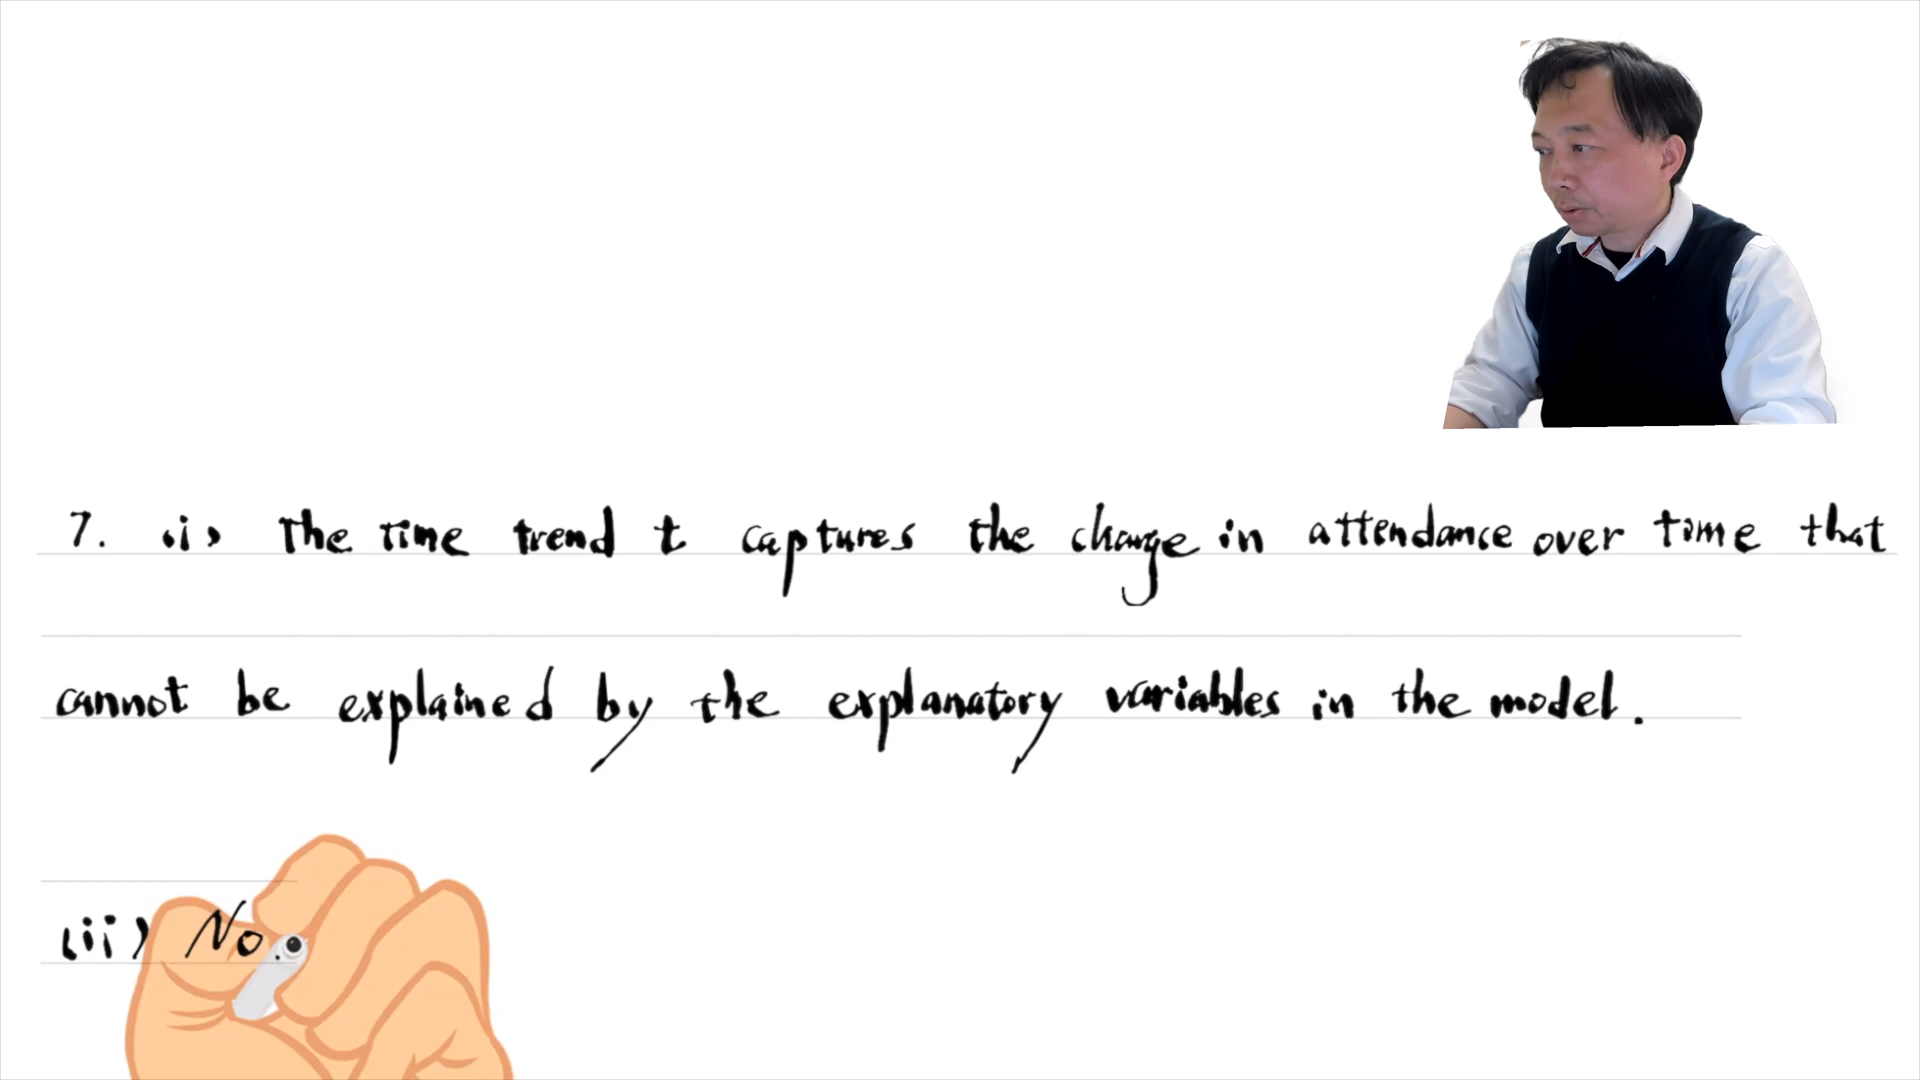 7. (i) The time trend t captures the change in attendance over time that
cannot be explained by the explanatory variables in the model.
(ii) No.